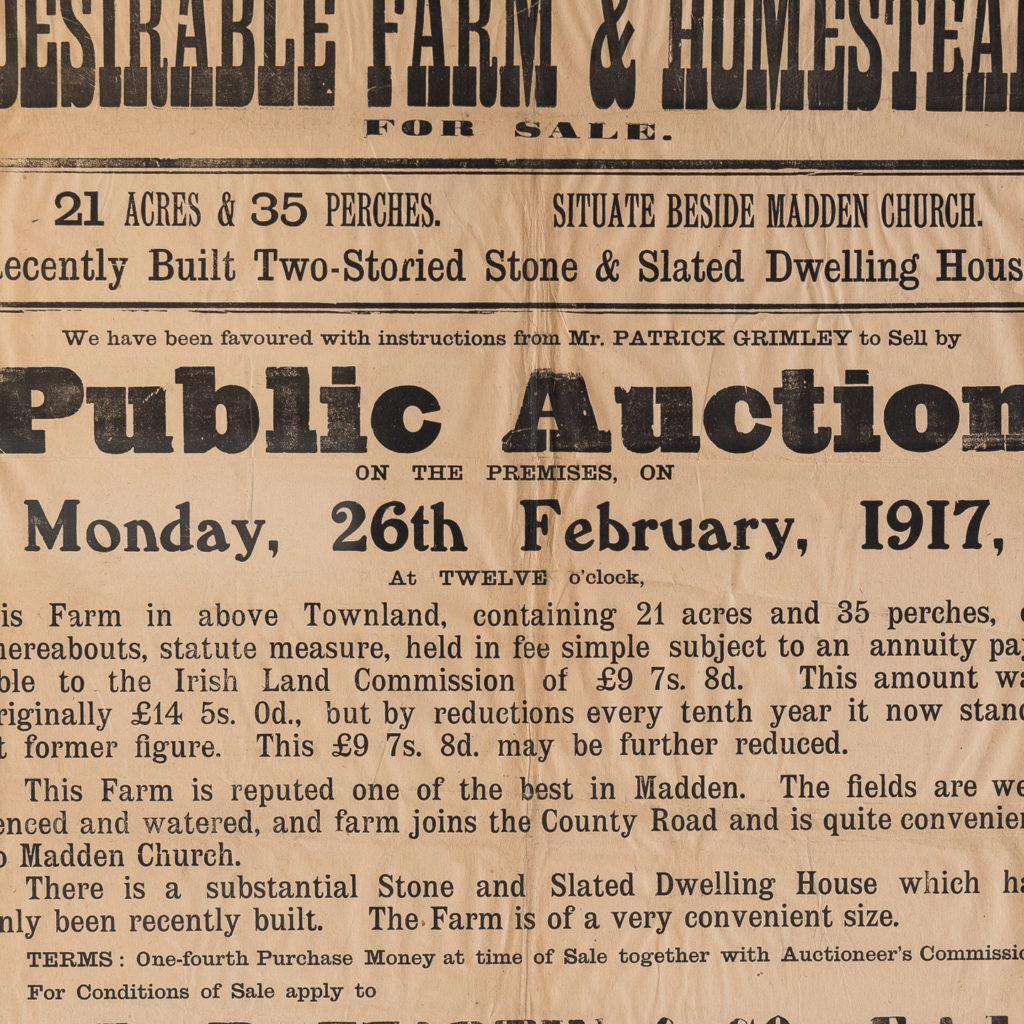 DESIRABLE FARM & HOMESTEA
FOR SALE.
21 ACRES & 35 PERCHES. SITUATE BESIDE MADDEN CHURCH.
ecently Built Two-Storied Stone & Slated Dwelling Hous
We have been favoured with instructions from Mr. PATRICK GRIMLEY to Sell by
Public Auction
ON THE PREMISES, ON
Monday, 26th February, 1917,
At TWELVE o'clock,
is Farm in above Townland, containing 21 acres and 35 perches,
hereabouts, statute measure, held in fee simple subject to an annuity pay
ble to the Irish Land Commission of £9 7s. 8d. This amount wa
riginally £14 5s. 0d., but by reductions every tenth year it now stand
t former figure. This £9 7s. 8d. may be further reduced.
This Farm is reputed one of the best in Madden. The fields are we
enced and watered, and farm joins the County Road and is quite convenien
o Madden Church.
There is a substantial Stone and Slated Dwelling House which ha
nly been recently built. The Farm is of a very convenient size.
TERMS: One-fourth Purchase Money at time of Sale together with Auctioneer's Commissio
For Conditions of Sale apply to